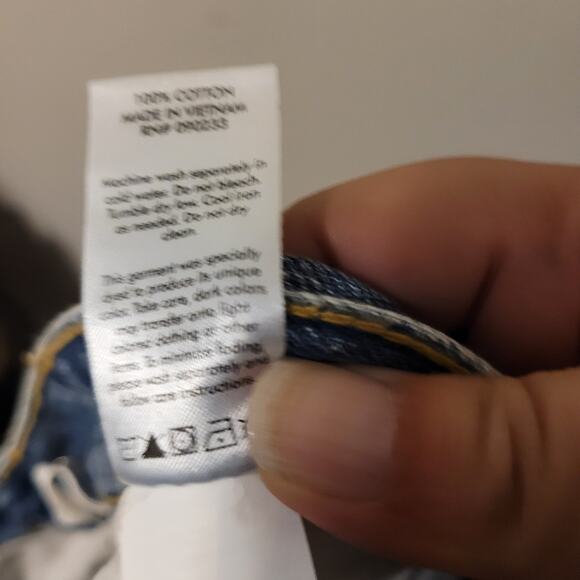 100% COTTON
MADE IN VIETNAM
RN# 090233
Machine wash separately in
cold water. Do not bleach.
Tumble dry low. Cool iron
as needed. Do not dry
clean.
This garment was specially
dyed to produce its unique
color. Take care, dark colors
may transfer onto light
colored clothing or other
items. To minimize fading,
please wash separately and
follow care instructions.